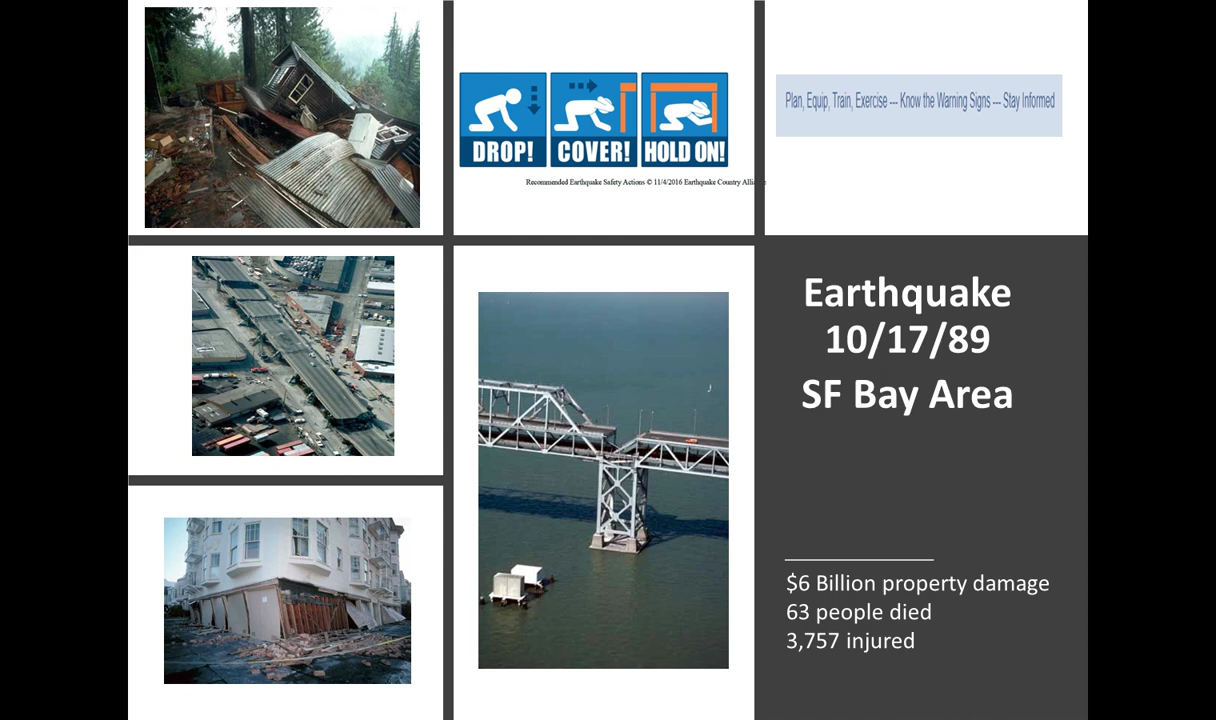 DROP!
COVER!
HOLD ON!
Recommended Earthquake Safety Actions © 11/4/2016 Earthquake Country
Plan, Equip, Train, Exercise --- Know the Warning Signs --- Stay Informed
Earthquake
10/17/89
SF Bay Area
$6 Billion property damage
63 people died
3,757 injured